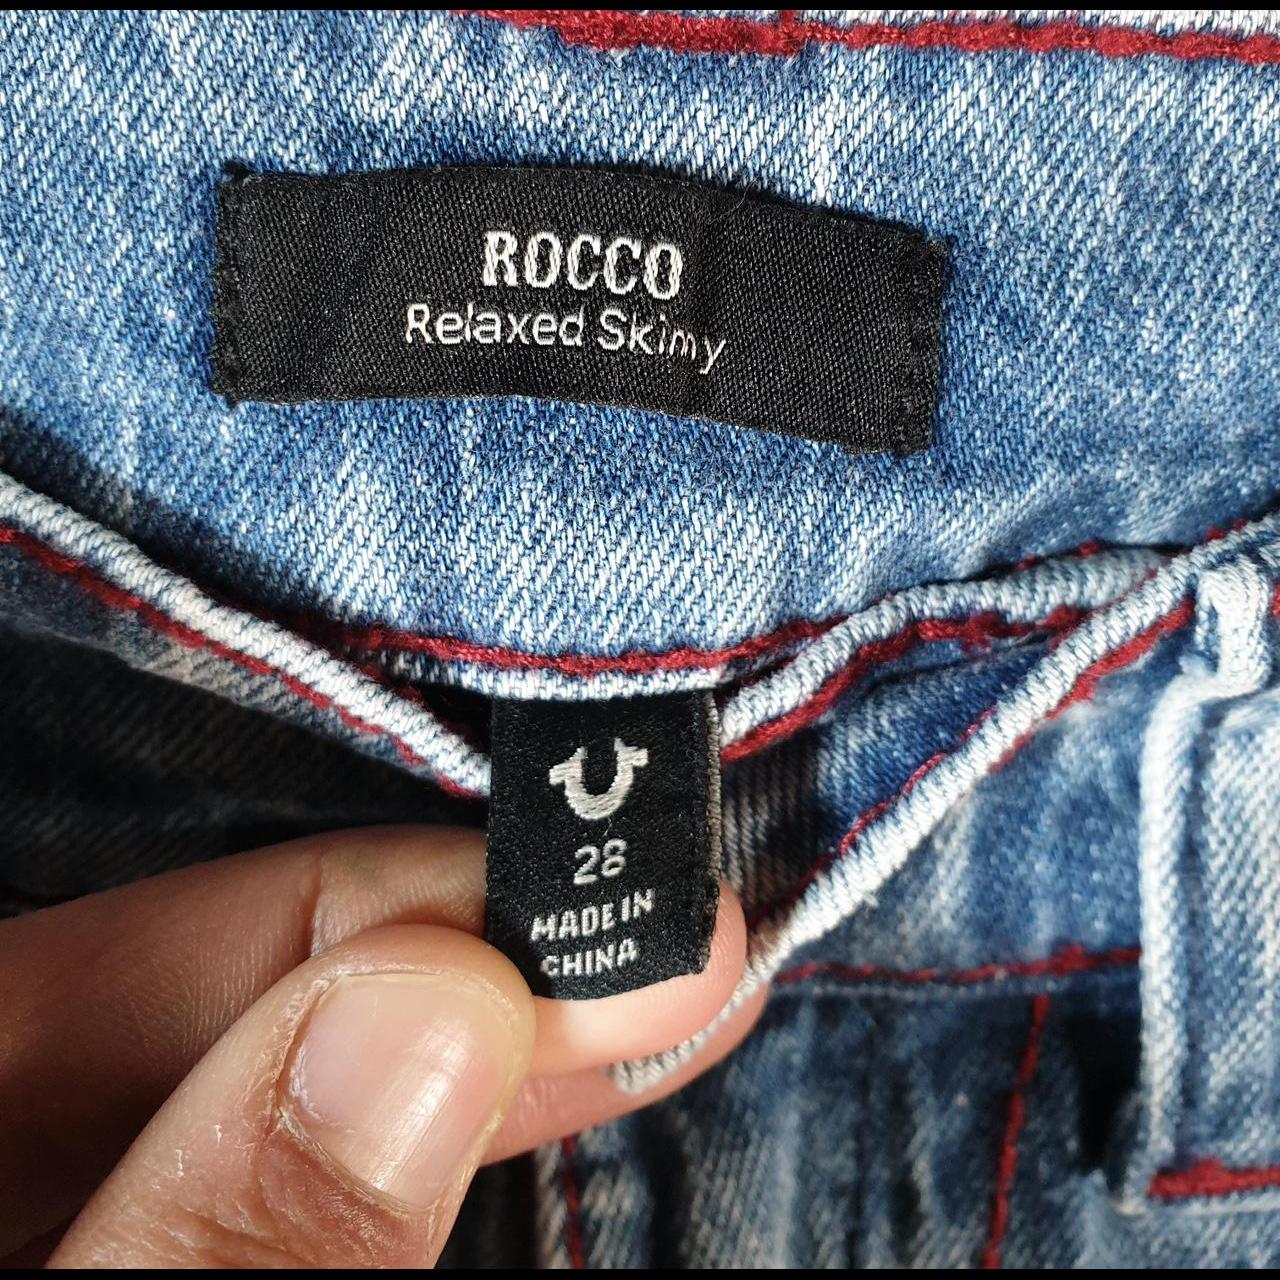 ROCCO
Relaxed Skinny
28
MADE IN
CHINA